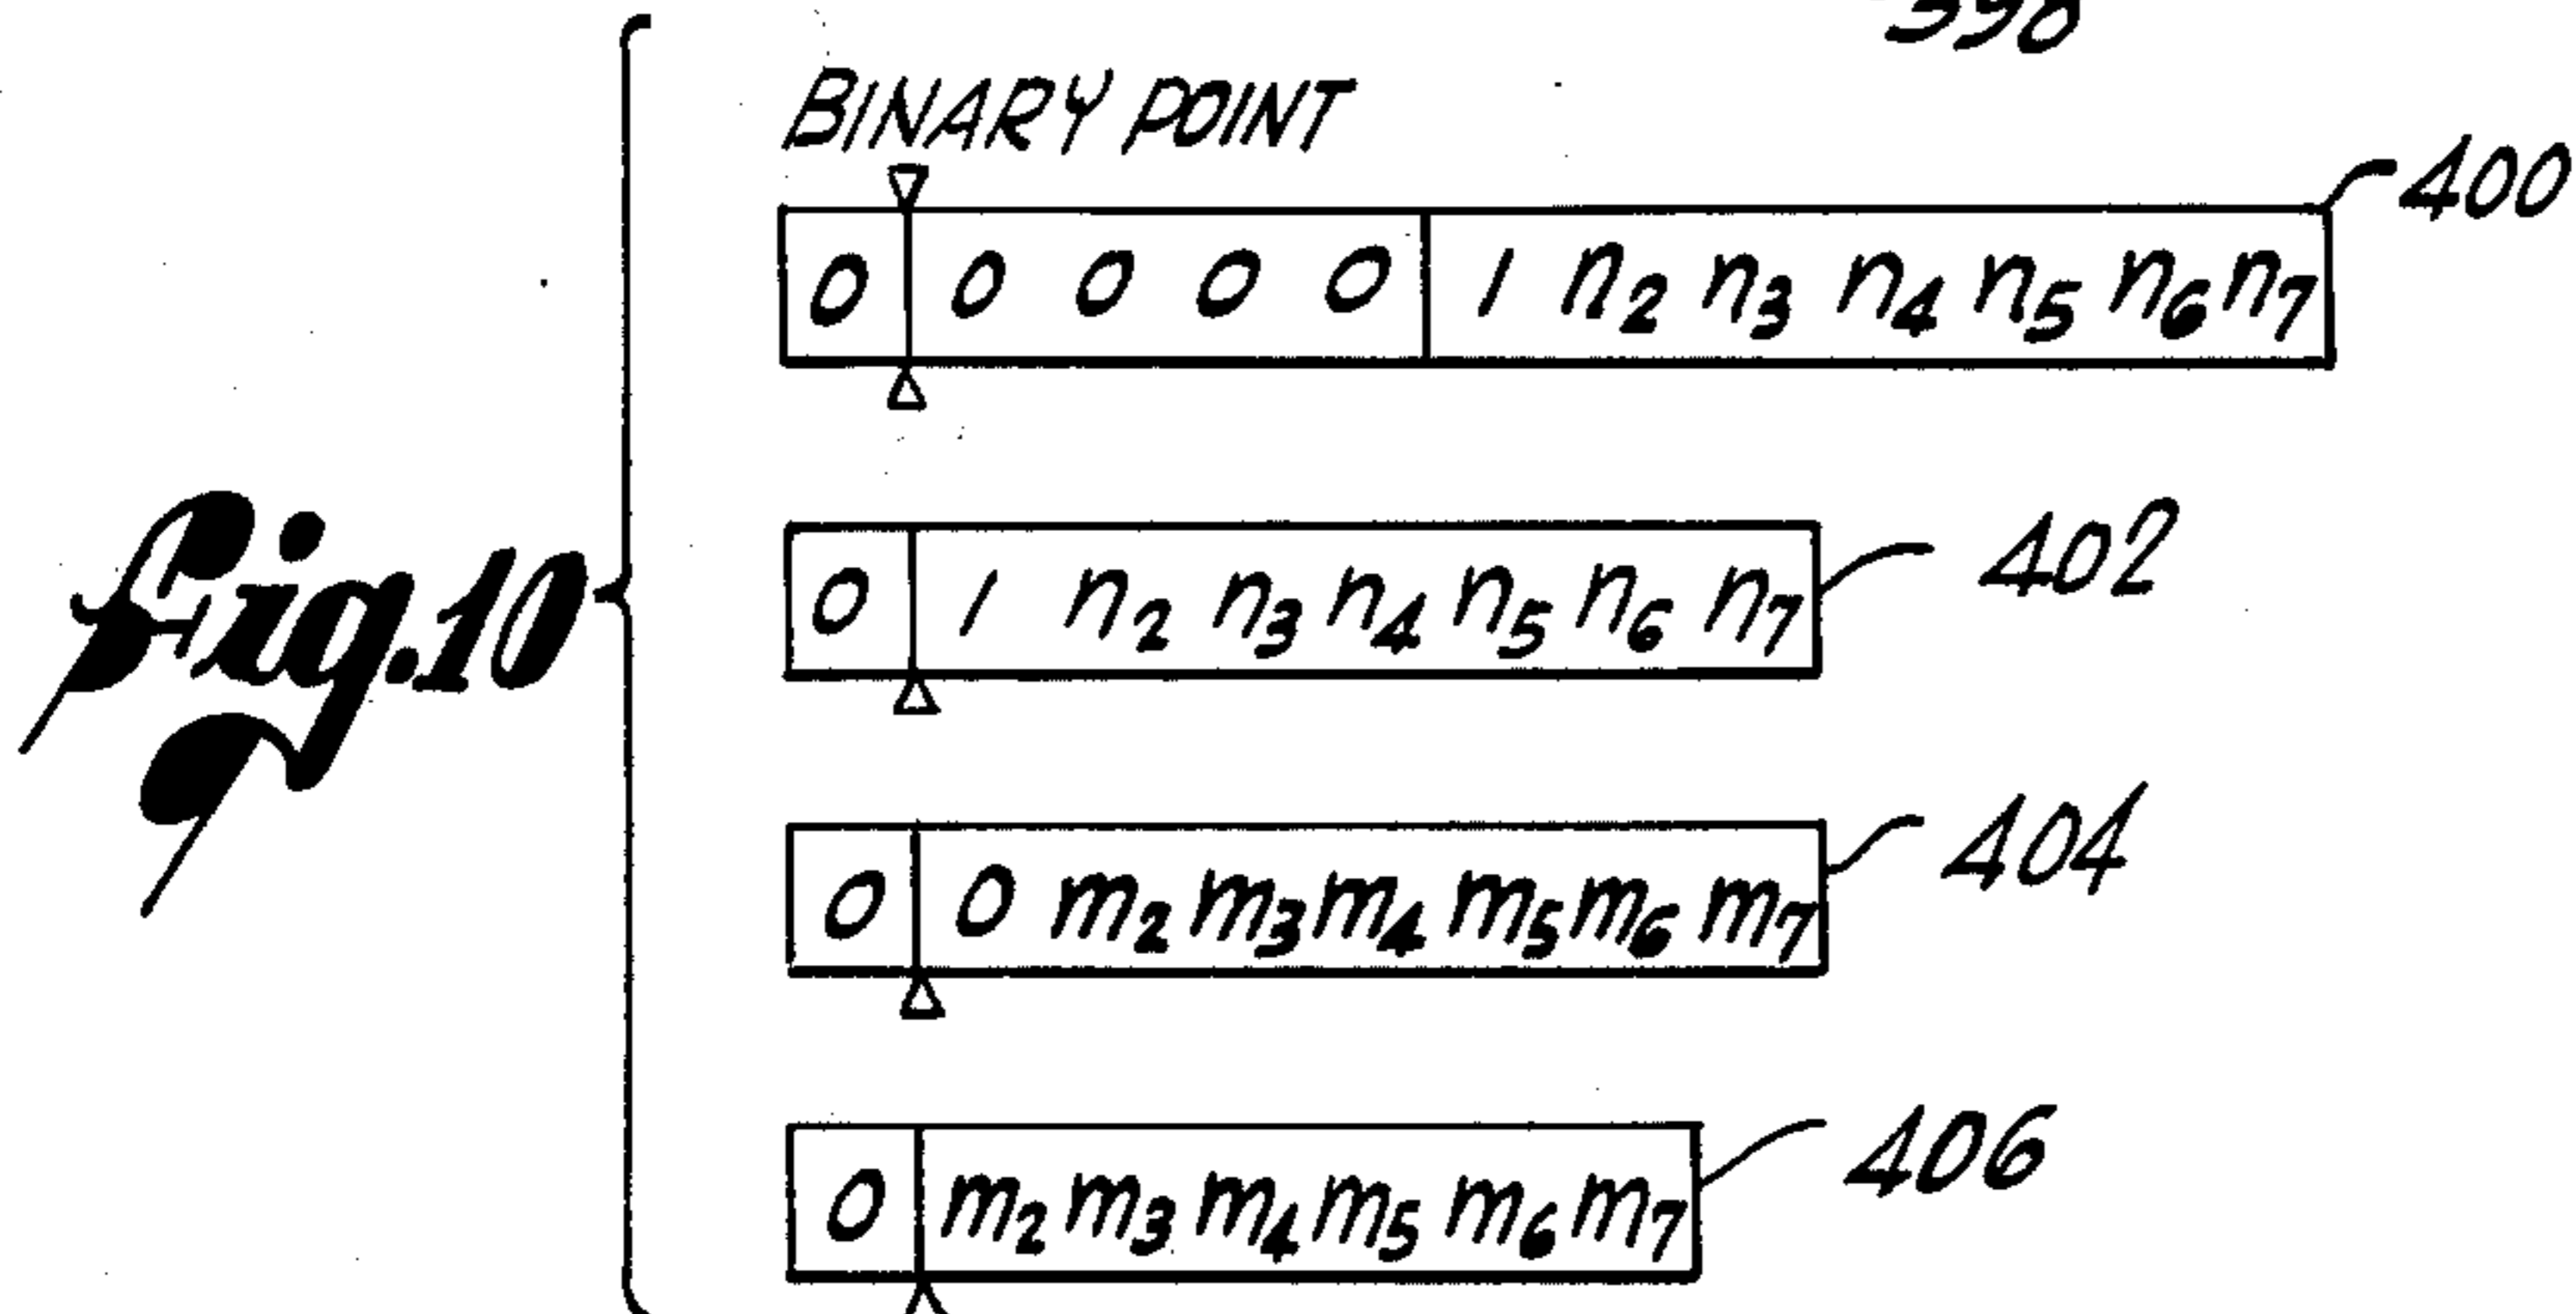 398
BINARY POINT
400
0 0 0 0 0 1 n2 n3 n4 n5 n6 n7
Fig.10
402
0 1 n2 n3 n4 n5 n6 n7
404
0 0 m2 m3 m4 m5 m6 m7
406
0 m2 m3 m4 m5 m6 m7